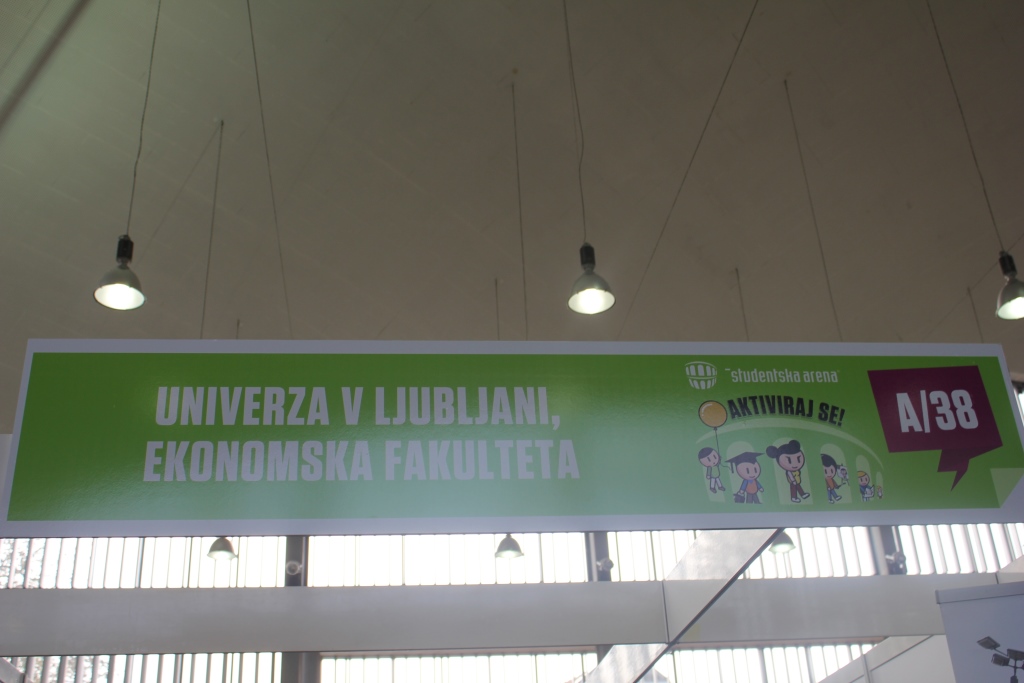 UNIVERZA V LJUBLJANI,
EKONOMSKA FAKULTETA
studentska arena
AKTIVIRAJ SE!
A/38